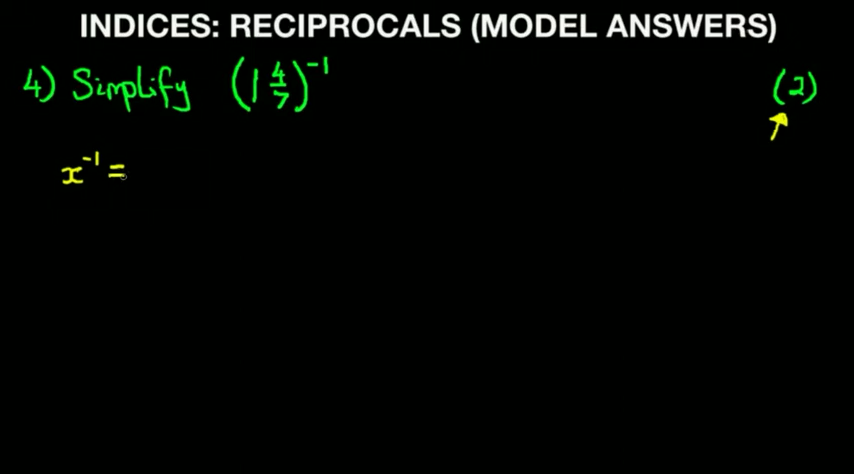 INDICES: RECIPROCALS (MODEL ANSWERS)
4) Simplify (1 4/7)⁻¹ (2)
x⁻¹ =